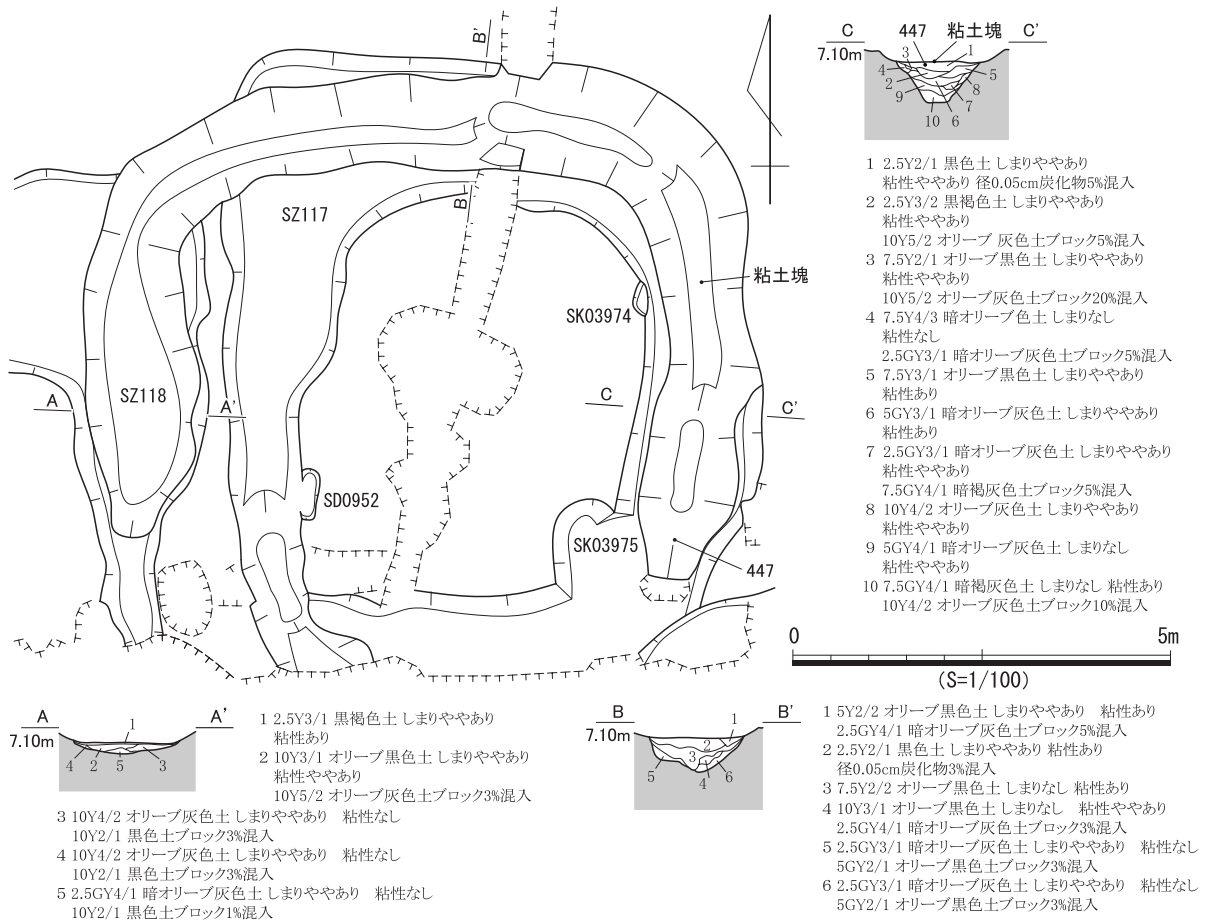 B'
B
SZ117
SK03974
粘土塊
SZ118
A
A'
C
C'
SD0952
SK03975
447
C
447
粘土塊
C'
7.10m
3
1
4
2
5
8
9
7
10
6
1 2.5Y2/1 黒色土 しまりややあり
粘性ややあり 径0.05cm炭化物5%混入
2 2.5Y3/2 黒褐色土 しまりややあり
粘性ややあり
10Y5/2 オリーブ 灰色土ブロック5%混入
3 7.5Y2/1 オリーブ黒色土 しまりややあり
粘性ややあり
10Y5/2 オリーブ灰色土ブロック20%混入
4 7.5Y4/3 暗オリーブ色土 しまりなし
粘性なし
2.5GY3/1 暗オリーブ灰色土ブロック5%混入
5 7.5Y3/1 オリーブ黒色土 しまりややあり
粘性あり
6 5GY3/1 暗オリーブ灰色土 しまりややあり
粘性あり
7 2.5GY3/1 暗オリーブ灰色土 しまりややあり
粘性ややあり
7.5GY4/1 暗褐灰色土ブロック5%混入
8 10Y4/2 オリーブ灰色土 しまりややあり
粘性ややあり
9 5GY4/1 暗オリーブ灰色土 しまりなし
粘性ややあり
10 7.5GY4/1 暗褐灰色土 しまりなし 粘性あり
10Y4/2 オリーブ灰色土ブロック10%混入
0
5m
(S=1/100)
A
A'
7.10m
1
4
2
5
3
1 2.5Y3/1 黒褐色土 しまりややあり
粘性あり
2 10Y3/1 オリーブ黒色土 しまりややあり
粘性ややあり
10Y5/2 オリーブ灰色土ブロック3%混入
3 10Y4/2 オリーブ灰色土 しまりややあり 粘性なし
10Y2/1 黒色土ブロック3%混入
4 10Y4/2 オリーブ灰色土 しまりややあり 粘性なし
10Y2/1 黒色土ブロック3%混入
5 2.5GY4/1 暗オリーブ灰色土 しまりややあり 粘性なし
10Y2/1 黒色土ブロック1%混入
B
B'
7.10m
1
2
3
5
4
6
1 5Y2/2 オリーブ黒色土 しまりややあり 粘性あり
2.5GY4/1 暗オリーブ灰色土ブロック5%混入
2 2.5Y2/1 黒色土 しまりややあり 粘性あり
径0.05cm炭化物3%混入
3 7.5Y2/2 オリーブ黒色土 しまりなし 粘性あり
4 10Y3/1 オリーブ黒色土 しまりなし 粘性ややあり
2.5GY4/1 暗オリーブ灰色土ブロック3%混入
5 2.5GY3/1 暗オリーブ灰色土 しまりややあり 粘性なし
5GY2/1 オリーブ黒色土ブロック3%混入
6 2.5GY3/1 暗オリーブ灰色土 しまりややあり 粘性なし
5GY2/1 オリーブ黒色土ブロック3%混入